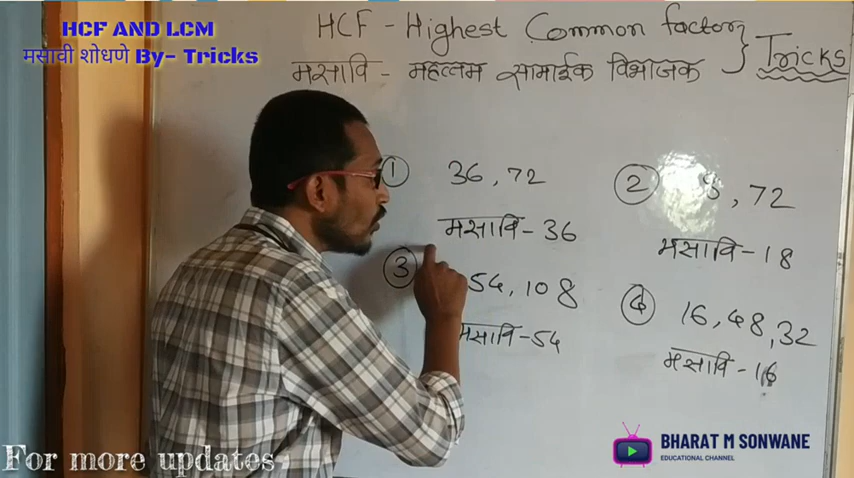 HCF AND LCM
मसावी शोधणे By- Tricks
HCF - Highest Common factor
मसावि - महत्तम सामाईक विभाजक } Tricks
① 36, 72
मसावि - 36
② , 72
मसावि - 18
③ 54, 108
मसावि - 54
④ 16, 48, 32
मसावि - 16
BHARAT M SONWANE
EDUCATIONAL CHANNEL
For more updates